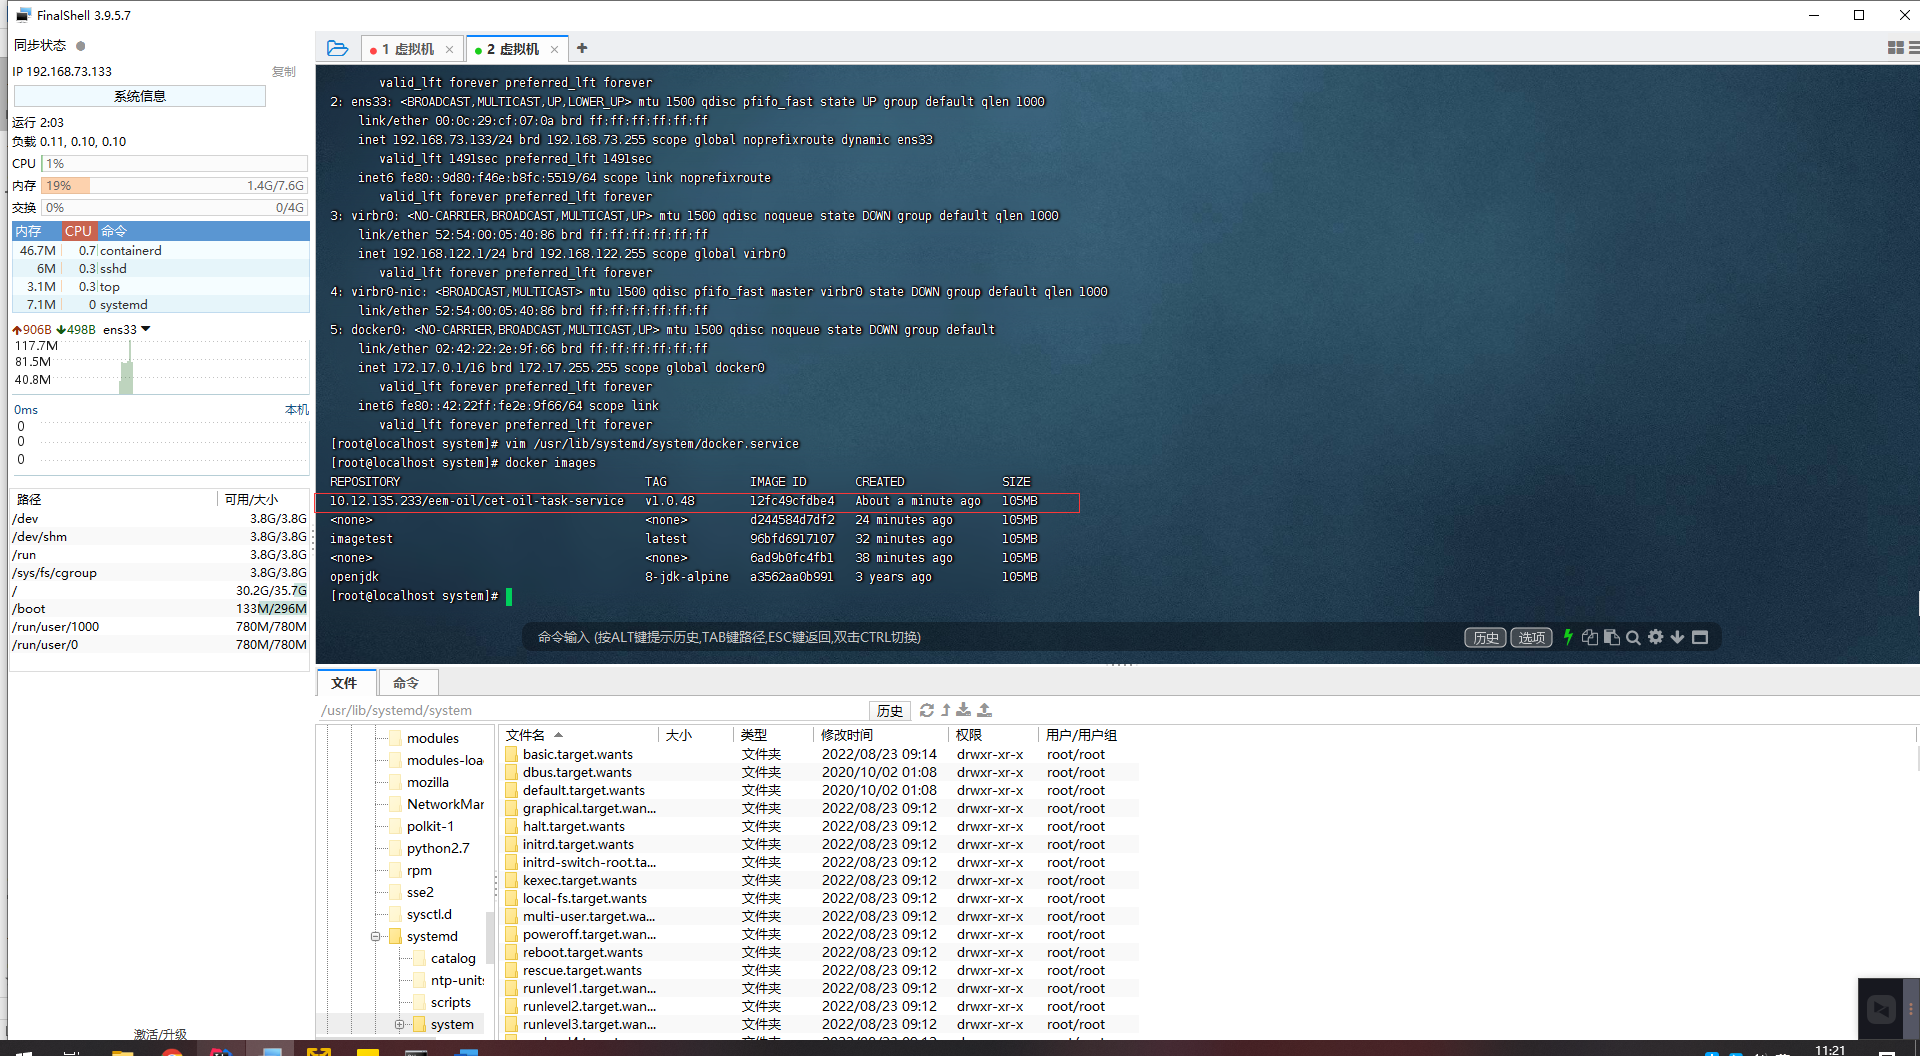 FinalShell 3.9.5.7
同步状态
IP 192.168.73.133 复制
系统信息
运行 2:03
负载 0.11, 0.10, 0.10
CPU 1%
内存 19% 1.4G/7.6G
交换 0% 0/4G
内存 CPU 命令
46.7M 0.7 containerd
6M 0.3 sshd
3.1M 0.3 top
7.1M 0 systemd
906B 498B ens33
117.7M
81.5M
40.8M
0ms 本机
0
0
0
路径 可用/大小
/dev 3.8G/3.8G
/dev/shm 3.8G/3.8G
/run 3.8G/3.8G
/sys/fs/cgroup 3.8G/3.8G
/ 30.2G/35.7G
/boot 133M/296M
/run/user/1000 780M/780M
/run/user/0 780M/780M
激活/升级
1 虚拟机 2 虚拟机
valid_lft forever preferred_lft forever
2: ens33: <BROADCAST,MULTICAST,UP,LOWER_UP> mtu 1500 qdisc pfifo_fast state UP group default qlen 1000
link/ether 00:0c:29:cf:07:0a brd ff:ff:ff:ff:ff:ff
inet 192.168.73.133/24 brd 192.168.73.255 scope global noprefixroute dynamic ens33
valid_lft 1491sec preferred_lft 1491sec
inet6 fe80::9d80:f46e:b8fc:5519/64 scope link noprefixroute
valid_lft forever preferred_lft forever
3: virbr0: <NO-CARRIER,BROADCAST,MULTICAST,UP> mtu 1500 qdisc noqueue state DOWN group default qlen 1000
link/ether 52:54:00:05:40:86 brd ff:ff:ff:ff:ff:ff
inet 192.168.122.1/24 brd 192.168.122.255 scope global virbr0
valid_lft forever preferred_lft forever
4: virbr0-nic: <BROADCAST,MULTICAST> mtu 1500 qdisc pfifo_fast master virbr0 state DOWN group default qlen 1000
link/ether 52:54:00:05:40:86 brd ff:ff:ff:ff:ff:ff
5: docker0: <NO-CARRIER,BROADCAST,MULTICAST,UP> mtu 1500 qdisc noqueue state DOWN group default
link/ether 02:42:22:2e:9f:66 brd ff:ff:ff:ff:ff:ff
inet 172.17.0.1/16 brd 172.17.255.255 scope global docker0
valid_lft forever preferred_lft forever
inet6 fe80::42:22ff:fe2e:9f66/64 scope link
valid_lft forever preferred_lft forever
[root@localhost system]# vim /usr/lib/systemd/system/docker.service
[root@localhost system]# docker images
REPOSITORY TAG IMAGE ID CREATED SIZE
10.12.135.233/eem-oil/cet-oil-task-service v1.0.48 12fc49cfdbe4 About a minute ago 105MB
<none> <none> d244584d7df2 24 minutes ago 105MB
imagetest latest 96bfd6917107 32 minutes ago 105MB
<none> <none> 6ad9b0fc4fb1 38 minutes ago 105MB
openjdk 8-jdk-alpine a3562aa0b991 3 years ago 105MB
[root@localhost system]#
命令输入 (按ALT键提示历史,TAB键路径,ESC键返回,双击CTRL切换) 历史 选项
文件 命令
/usr/lib/systemd/system 历史
modules
modules-loa
mozilla
NetworkMar
polkit-1
python2.7
rpm
sse2
sysctl.d
systemd
catalog
ntp-units
scripts
system
文件名 大小 类型 修改时间 权限 用户/用户组
basic.target.wants 文件夹 2022/08/23 09:14 drwxr-xr-x root/root
dbus.target.wants 文件夹 2020/10/02 01:08 drwxr-xr-x root/root
default.target.wants 文件夹 2020/10/02 01:08 drwxr-xr-x root/root
graphical.target.wan... 文件夹 2022/08/23 09:12 drwxr-xr-x root/root
halt.target.wants 文件夹 2022/08/23 09:12 drwxr-xr-x root/root
initrd.target.wants 文件夹 2022/08/23 09:12 drwxr-xr-x root/root
initrd-switch-root.ta... 文件夹 2022/08/23 09:12 drwxr-xr-x root/root
kexec.target.wants 文件夹 2022/08/23 09:12 drwxr-xr-x root/root
local-fs.target.wants 文件夹 2022/08/23 09:12 drwxr-xr-x root/root
multi-user.target.wa... 文件夹 2022/08/23 09:12 drwxr-xr-x root/root
poweroff.target.wan... 文件夹 2022/08/23 09:12 drwxr-xr-x root/root
reboot.target.wants 文件夹 2022/08/23 09:12 drwxr-xr-x root/root
rescue.target.wants 文件夹 2022/08/23 09:12 drwxr-xr-x root/root
runlevel1.target.wan... 文件夹 2022/08/23 09:12 drwxr-xr-x root/root
runlevel2.target.wan... 文件夹 2022/08/23 09:12 drwxr-xr-x root/root
runlevel3.target.wan... 文件夹 2022/08/23 09:12 drwxr-xr-x root/root
11:21